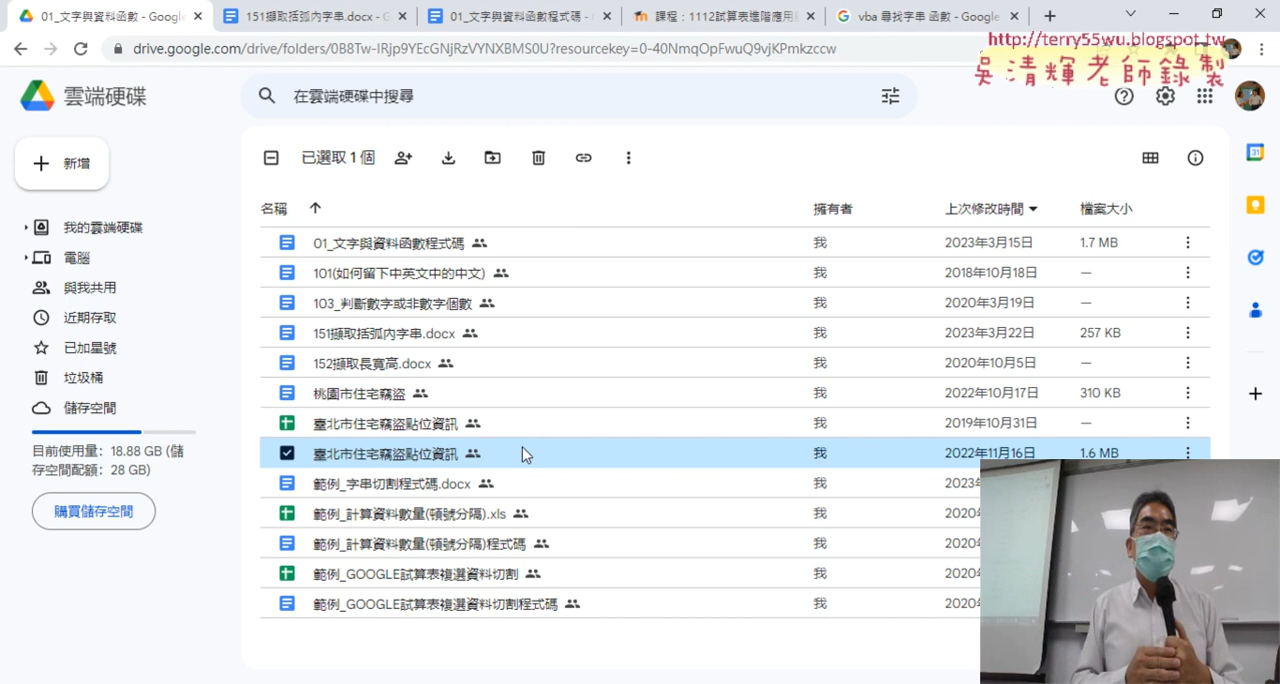 01_文字與資料函數 - Google
151擷取括弧內字串.docx - G
01_文字與資料函數程式碼 -
課程：1112試算表進階應用
vba 尋找字串 函數 - Google
drive.google.com/drive/folders/0B8Tw-IRjp9YEcGNjRzVYNXBMS0U?resourcekey=0-40NmqOpFwuQ9vjKPmkzccw
http://terry55wu.blogspot.tw
吳清輝老師錄製
雲端硬碟
在雲端硬碟中搜尋
新增
已選取 1 個
名稱
擁有者
上次修改時間
檔案大小
我的雲端硬碟
電腦
與我共用
近期存取
已加星號
垃圾桶
儲存空間
目前使用量：18.88 GB (儲
存空間配額：28 GB)
購買儲存空間
01_文字與資料函數程式碼 我 2023年3月15日 1.7 MB
101(如何留下中英文中的中文) 我 2018年10月18日 —
103_判斷數字或非數字個數 我 2020年3月19日 —
151擷取括弧內字串.docx 我 2023年3月22日 257 KB
152擷取長寬高.docx 我 2020年10月5日 —
桃園市住宅竊盜 我 2022年10月17日 310 KB
臺北市住宅竊盜點位資訊 我 2019年10月31日 —
臺北市住宅竊盜點位資訊 我 2022年11月16日 1.6 MB
範例_字串切割程式碼.docx 我 2023
範例_計算資料數量(頓號分隔).xls 我 2020
範例_計算資料數量(頓號分隔)程式碼 我 2020
範例_GOOGLE試算表複選資料切割 我 2020
範例_GOOGLE試算表複選資料切割程式碼 我 2020